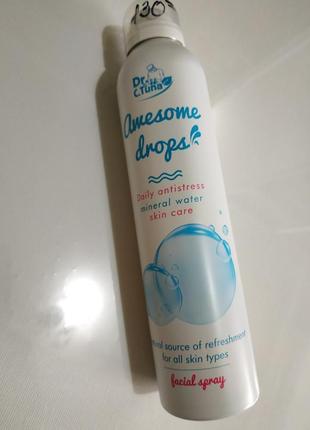 130=
Dr.
C.Tuna
Awesome
drops
Daily antistress
mineral water
skin care
source of refreshment
for all skin types
facial spray